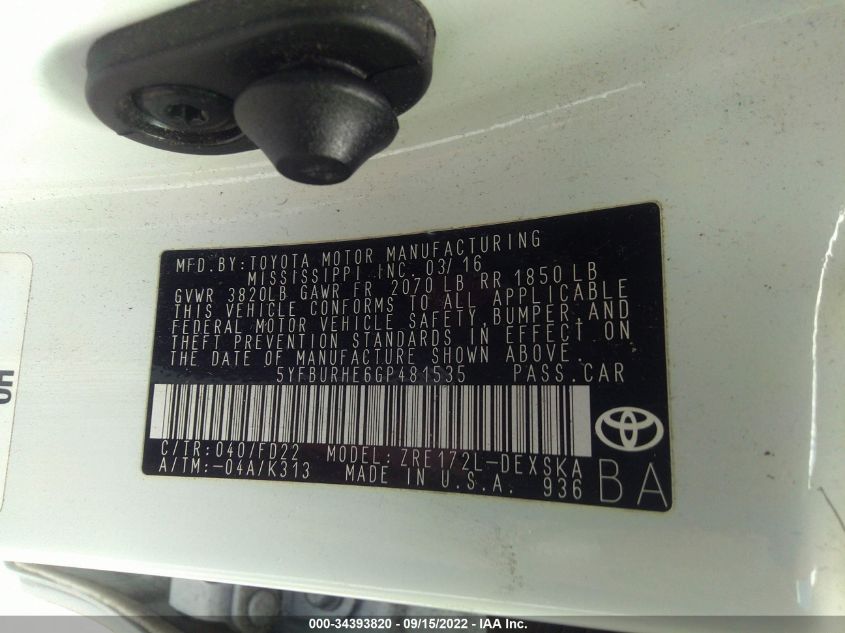 MFD. BY: TOYOTA MOTOR MANUFACTURING
MISSISSIPPI INC. 03/16
GVWR 3820LB GAWR FR 2070 LB RR 1850 LB
THIS VEHICLE CONFORMS TO ALL APPLICABLE
FEDERAL MOTOR VEHICLE SAFETY, BUMPER, AND
THEFT PREVENTION STANDARDS IN EFFECT ON
THE DATE OF MANUFACTURE SHOWN ABOVE.
5YFBURHE6GP481535 PASS. CAR
C/TR: 040/FD22 MODEL: ZRE172L-DEXSKA
A/TM: -04A/K313 MADE IN U.S.A. 936
BA
000-34393820 - 09/15/2022 - IAA Inc.